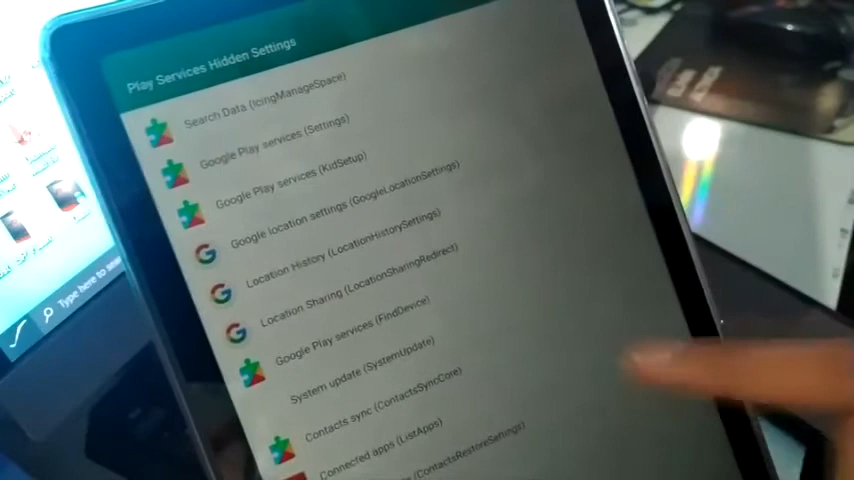 Play Services Hidden Settings
Search Data (IcingManageSpace)
Google Play services (Settings)
Google Play services (KidSetup)
Google location settings (GoogleLocationSettings)
Location History (LocationHistorySettings)
Location Sharing (LocationSharingRedirect)
Google Play services (FindDevice)
System update (SystemUpdate)
Contacts sync (ContactsSyncCore)
Connected apps (ListApps)
(ContactsRestoreSettings)
Type here to sea